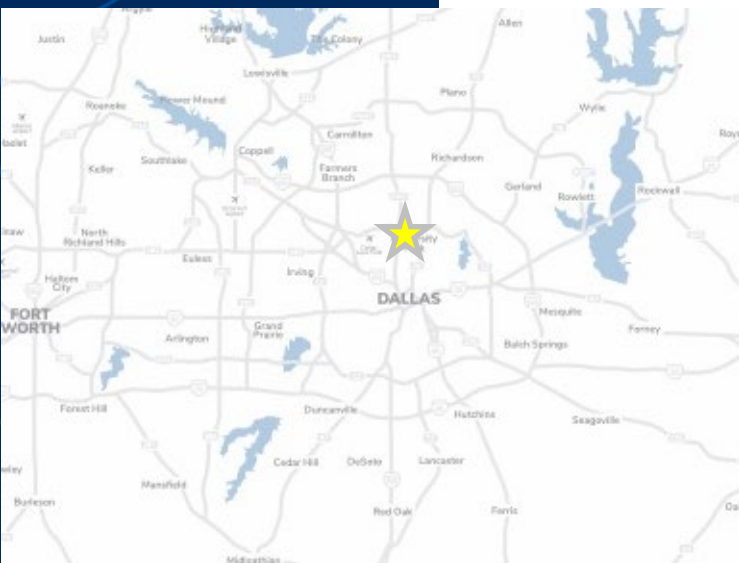 Justin
Highland
Village
The Colony
Allen
Lewisville
Plano
Roanoke
Flower Mound
Wylie
Carrollton
Coppell
Southlake
Richardson
Keller
Farmers
Branch
Garland
Rowlett
Rockwall
North
Richland Hills
Euless
Irving
Haltom
City
DALLAS
FORT
WORTH
Mesquite
Arlington
Grand
Prairie
Forney
Balch Springs
Forest Hill
Duncanville
Hutchins
Seagoville
Cedar Hill
DeSoto
Lancaster
Mansfield
Burleson
Red Oak
Ferris